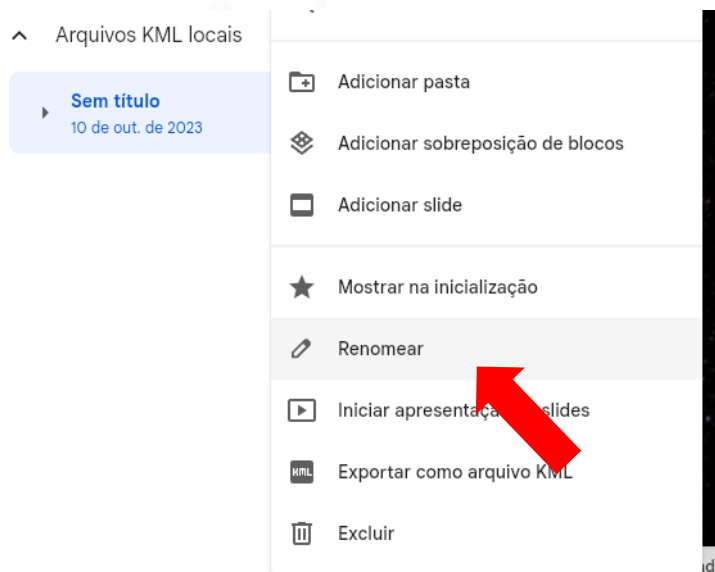 Arquivos KML locais
Sem título
10 de out. de 2023
Adicionar pasta
Adicionar sobreposição de blocos
Adicionar slide
Mostrar na inicialização
Renomear
Iniciar apresentaçã slides
KML Exportar como arquivo KML
Excluir